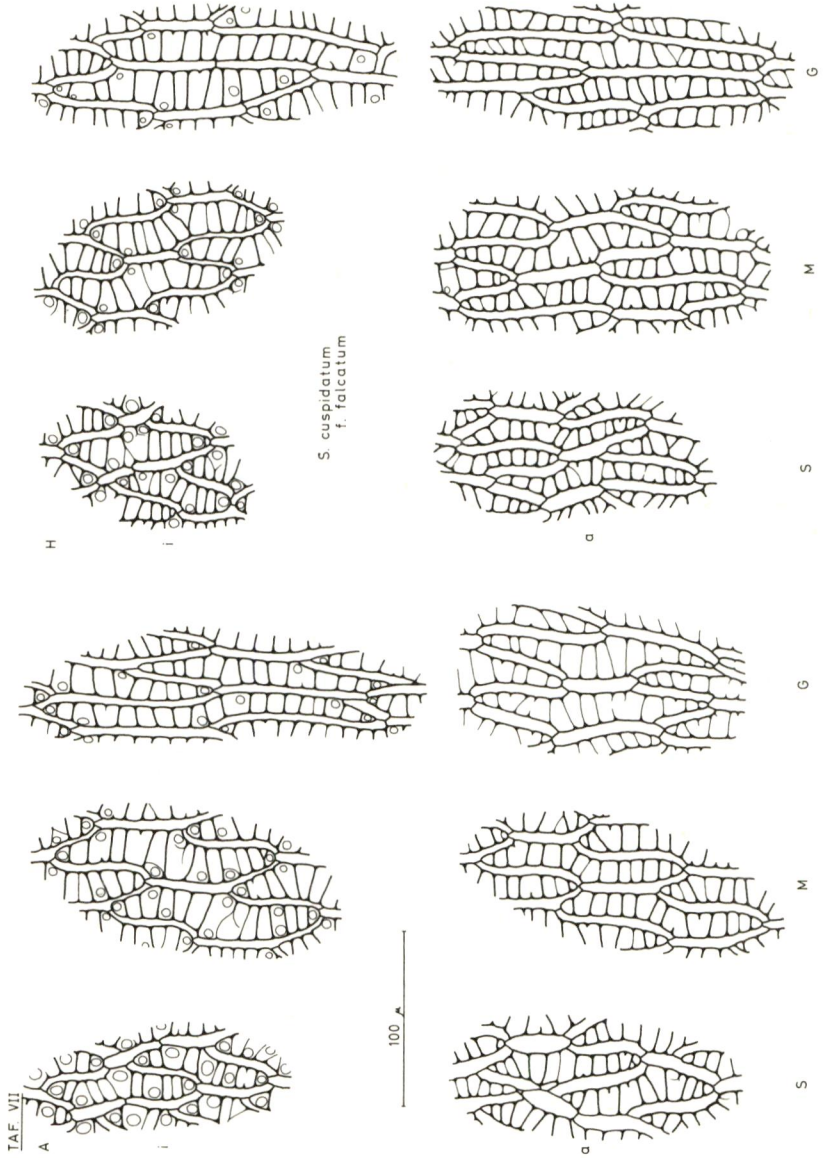 TAF. VII
A H
i i
S. cuspidatum
f. falcatum
100 µ
a a
S M G S M G